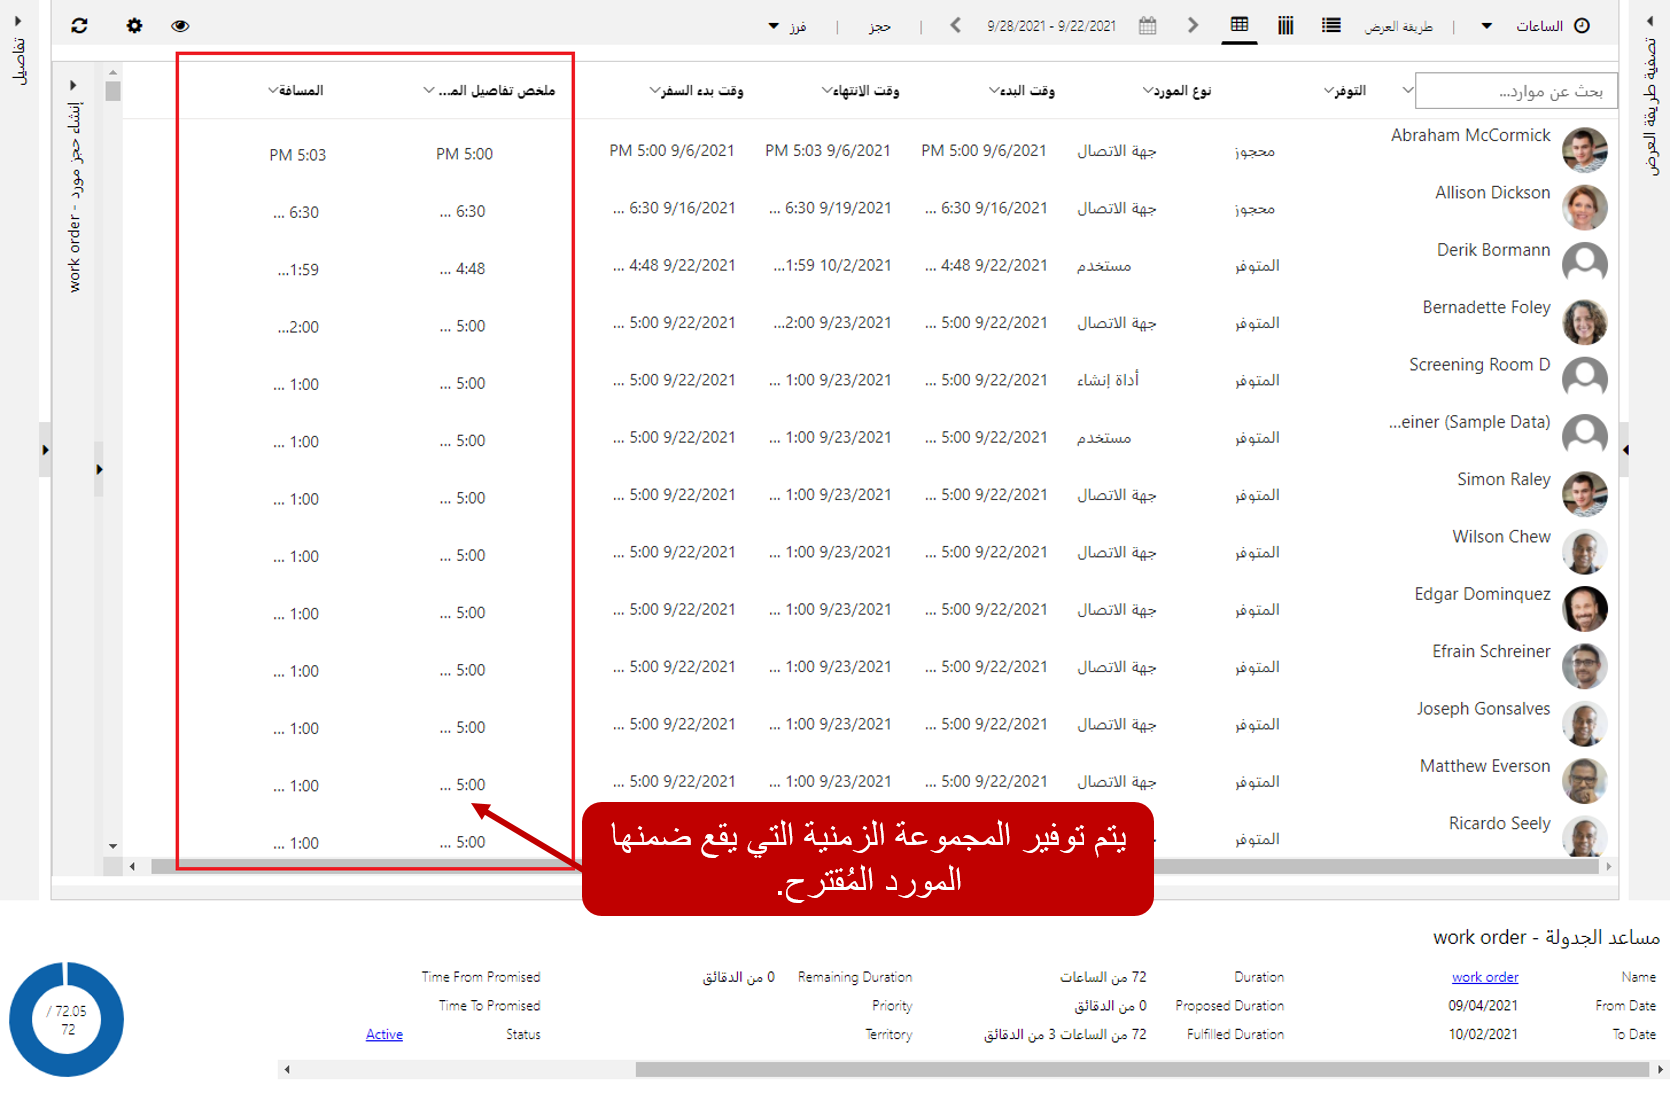 الساعات
طريقة العرض
9/22/2021 - 9/28/2021
حجز
فرز
تصفية طريقة العرض
تفاصيل
إنشاء حجز مورد - work order
بحث عن موارد...
التوفر
نوع المورد
وقت البدء
وقت الانتهاء
وقت بدء السفر
ملخص تفاصيل المـ...
المسافة
Abraham McCormick محجوز جهة الاتصال 9/6/2021 5:00 PM 9/6/2021 5:03 PM 9/6/2021 5:00 PM 5:00 PM 5:03 PM
Allison Dickson محجوز جهة الاتصال 9/16/2021 6:30 ... 9/19/2021 6:30 ... 9/16/2021 6:30 ... 6:30 ... 6:30 ...
Derik Bormann المتوفر مستخدم 9/22/2021 4:48 ... 10/2/2021 1:59... 9/22/2021 4:48 ... 4:48 ... 1:59...
Bernadette Foley المتوفر جهة الاتصال 9/22/2021 5:00 ... 9/23/2021 2:00... 9/22/2021 5:00 ... 5:00 ... 2:00...
Screening Room D المتوفر أداة إنشاء 9/22/2021 5:00 ... 9/23/2021 1:00 ... 9/22/2021 5:00 ... 5:00 ... 1:00 ...
...einer (Sample Data) المتوفر مستخدم 9/22/2021 5:00 ... 9/23/2021 1:00 ... 9/22/2021 5:00 ... 5:00 ... 1:00 ...
Simon Raley المتوفر جهة الاتصال 9/22/2021 5:00 ... 9/23/2021 1:00 ... 9/22/2021 5:00 ... 5:00 ... 1:00 ...
Wilson Chew المتوفر جهة الاتصال 9/22/2021 5:00 ... 9/23/2021 1:00 ... 9/22/2021 5:00 ... 5:00 ... 1:00 ...
Edgar Dominquez المتوفر جهة الاتصال 9/22/2021 5:00 ... 9/23/2021 1:00 ... 9/22/2021 5:00 ... 5:00 ... 1:00 ...
Efrain Schreiner المتوفر جهة الاتصال 9/22/2021 5:00 ... 9/23/2021 1:00 ... 9/22/2021 5:00 ... 5:00 ... 1:00 ...
Joseph Gonsalves المتوفر جهة الاتصال 9/22/2021 5:00 ... 9/23/2021 1:00 ... 9/22/2021 5:00 ... 5:00 ... 1:00 ...
Matthew Everson المتوفر جهة الاتصال 9/22/2021 5:00 ... 9/23/2021 1:00 ... 9/22/2021 5:00 ... 5:00 ... 1:00 ...
Ricardo Seely المتوفر 5:00 ... 1:00 ...
يتم توفير المجموعة الزمنية التي يقع ضمنها
المورد المُقترح.
مساعد الجدولة - work order
Name work order Duration 72 من الساعات Remaining Duration 0 من الدقائق Time From Promised
From Date 09/04/2021 Proposed Duration 0 من الدقائق Priority Time To Promised
To Date 10/02/2021 Fulfilled Duration 72 من الساعات 3 من الدقائق Territory Status Active
72.05 /
72